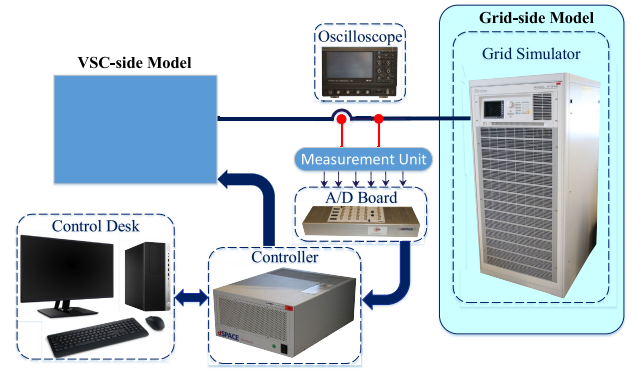 Grid-side Model
Oscilloscope
Grid Simulator
VSC-side Model
Measurement Unit
A/D Board
Control Desk
Controller
dSPACE